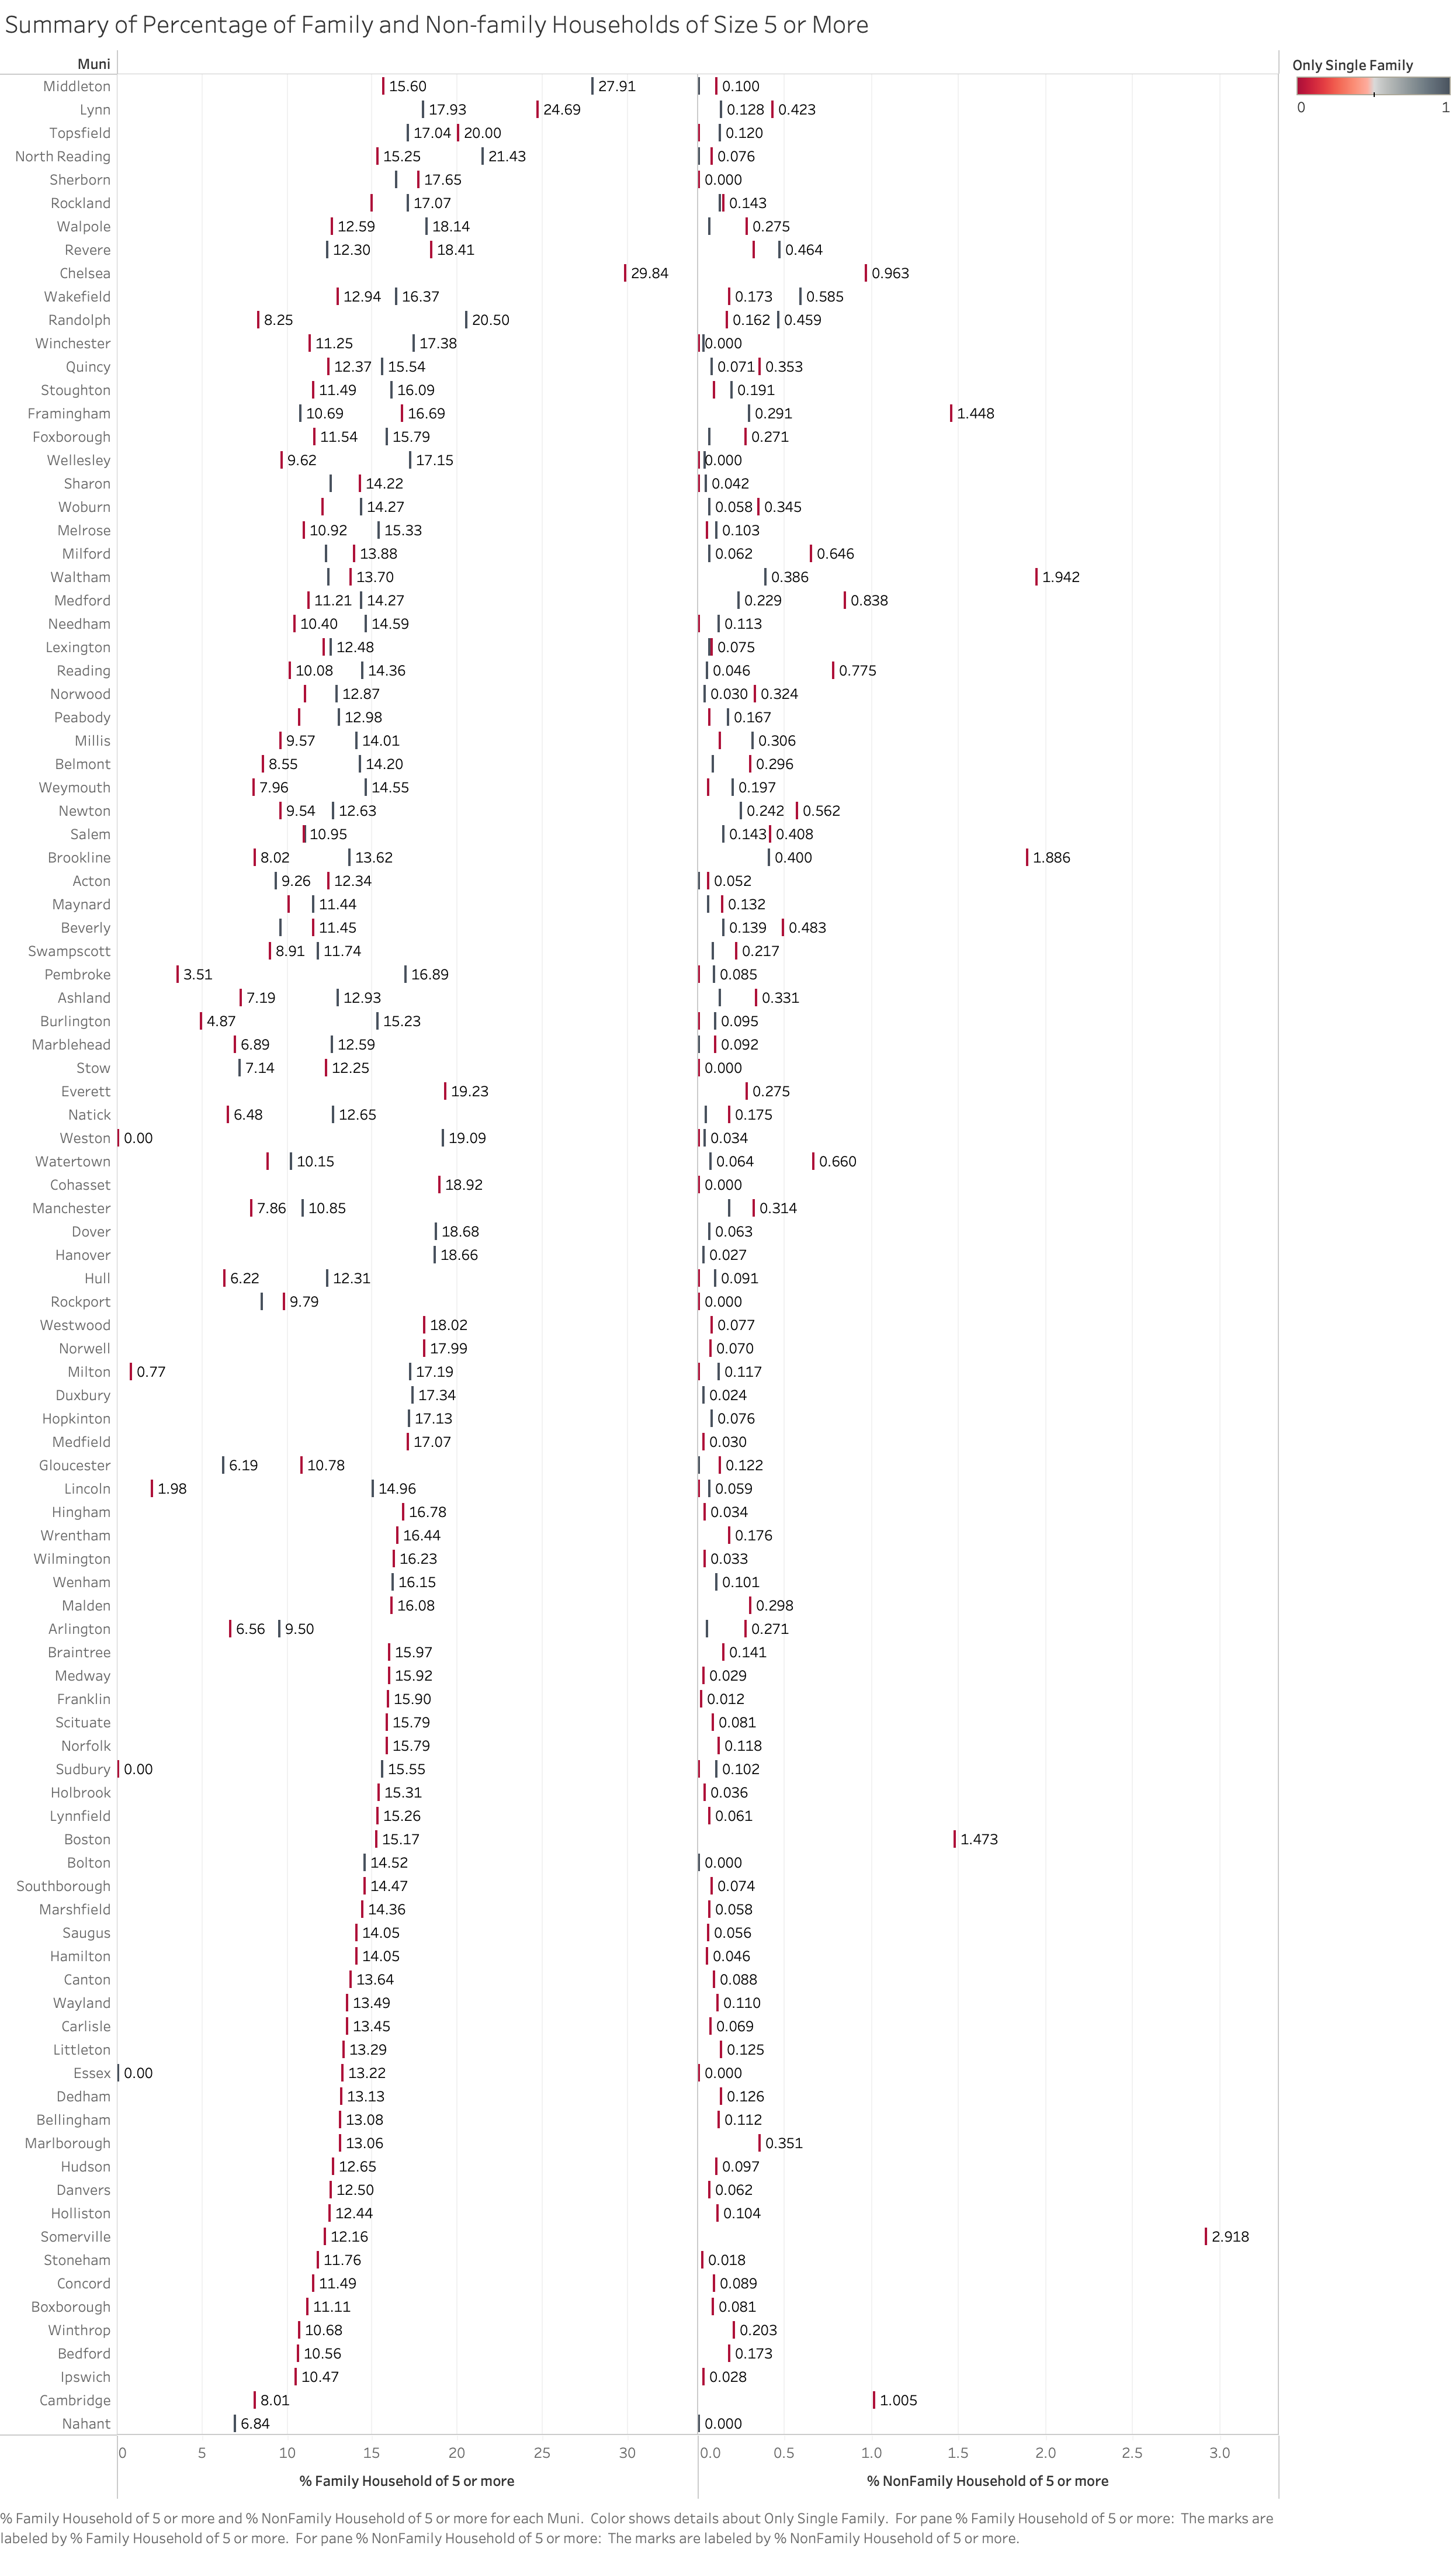 Summary of Percentage of Family and Non-family Households of Size 5 or More
Muni
Only Single Family
0 1
Middleton 15.60 27.91 0.100
Lynn 17.93 24.69 0.128 0.423
Topsfield 17.04 20.00 0.120
North Reading 15.25 21.43 0.076
Sherborn 17.65 0.000
Rockland 17.07 0.143
Walpole 12.59 18.14 0.275
Revere 12.30 18.41 0.464
Chelsea 29.84 0.963
Wakefield 12.94 16.37 0.173 0.585
Randolph 8.25 20.50 0.162 0.459
Winchester 11.25 17.38 0.000
Quincy 12.37 15.54 0.071 0.353
Stoughton 11.49 16.09 0.191
Framingham 10.69 16.69 0.291 1.448
Foxborough 11.54 15.79 0.271
Wellesley 9.62 17.15 0.000
Sharon 14.22 0.042
Woburn 14.27 0.058 0.345
Melrose 10.92 15.33 0.103
Milford 13.88 0.062 0.646
Waltham 13.70 0.386 1.942
Medford 11.21 14.27 0.229 0.838
Needham 10.40 14.59 0.113
Lexington 12.48 0.075
Reading 10.08 14.36 0.046 0.775
Norwood 12.87 0.030 0.324
Peabody 12.98 0.167
Millis 9.57 14.01 0.306
Belmont 8.55 14.20 0.296
Weymouth 7.96 14.55 0.197
Newton 9.54 12.63 0.242 0.562
Salem 10.95 0.143 0.408
Brookline 8.02 13.62 0.400 1.886
Acton 9.26 12.34 0.052
Maynard 11.44 0.132
Beverly 11.45 0.139 0.483
Swampscott 8.91 11.74 0.217
Pembroke 3.51 16.89 0.085
Ashland 7.19 12.93 0.331
Burlington 4.87 15.23 0.095
Marblehead 6.89 12.59 0.092
Stow 7.14 12.25 0.000
Everett 19.23 0.275
Natick 6.48 12.65 0.175
Weston 0.00 19.09 0.034
Watertown 10.15 0.064 0.660
Cohasset 18.92 0.000
Manchester 7.86 10.85 0.314
Dover 18.68 0.063
Hanover 18.66 0.027
Hull 6.22 12.31 0.091
Rockport 9.79 0.000
Westwood 18.02 0.077
Norwell 17.99 0.070
Milton 0.77 17.19 0.117
Duxbury 17.34 0.024
Hopkinton 17.13 0.076
Medfield 17.07 0.030
Gloucester 6.19 10.78 0.122
Lincoln 1.98 14.96 0.059
Hingham 16.78 0.034
Wrentham 16.44 0.176
Wilmington 16.23 0.033
Wenham 16.15 0.101
Malden 16.08 0.298
Arlington 6.56 9.50 0.271
Braintree 15.97 0.141
Medway 15.92 0.029
Franklin 15.90 0.012
Scituate 15.79 0.081
Norfolk 15.79 0.118
Sudbury 0.00 15.55 0.102
Holbrook 15.31 0.036
Lynnfield 15.26 0.061
Boston 15.17 1.473
Bolton 14.52 0.000
Southborough 14.47 0.074
Marshfield 14.36 0.058
Saugus 14.05 0.056
Hamilton 14.05 0.046
Canton 13.64 0.088
Wayland 13.49 0.110
Carlisle 13.45 0.069
Littleton 13.29 0.125
Essex 0.00 13.22 0.000
Dedham 13.13 0.126
Bellingham 13.08 0.112
Marlborough 13.06 0.351
Hudson 12.65 0.097
Danvers 12.50 0.062
Holliston 12.44 0.104
Somerville 12.16 2.918
Stoneham 11.76 0.018
Concord 11.49 0.089
Boxborough 11.11 0.081
Winthrop 10.68 0.203
Bedford 10.56 0.173
Ipswich 10.47 0.028
Cambridge 8.01 1.005
Nahant 6.84 0.000
0 5 10 15 20 25 30 0.0 0.5 1.0 1.5 2.0 2.5 3.0
% Family Household of 5 or more % NonFamily Household of 5 or more
% Family Household of 5 or more and % NonFamily Household of 5 or more for each Muni. Color shows details about Only Single Family. For pane % Family Household of 5 or more: The marks are
labeled by % Family Household of 5 or more. For pane % NonFamily Household of 5 or more: The marks are labeled by % NonFamily Household of 5 or more.